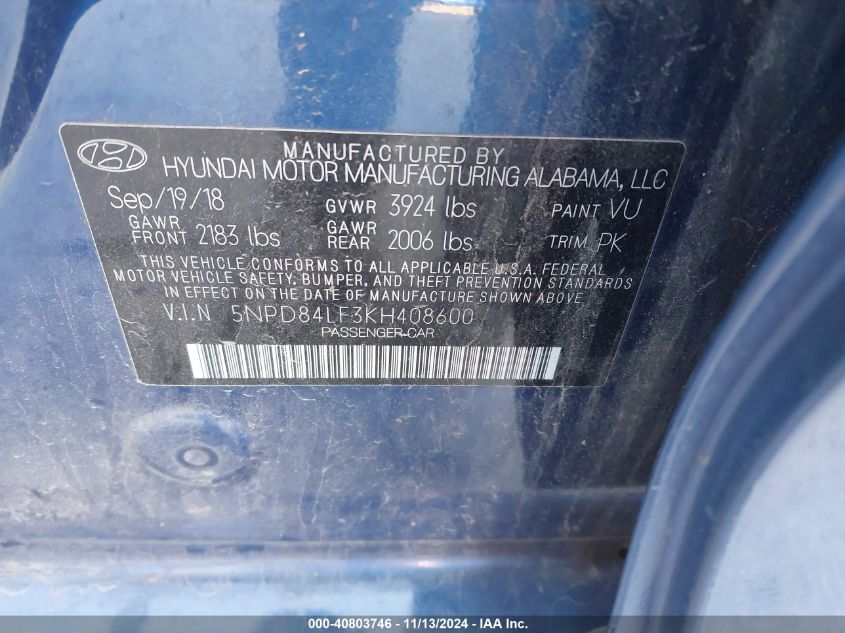 MANUFACTURED BY
HYUNDAI MOTOR MANUFACTURING ALABAMA, LLC
Sep/19/18 GVWR 3924 lbs PAINT VU
GAWR FRONT 2183 lbs GAWR REAR 2006 lbs TRIM PK
THIS VEHICLE CONFORMS TO ALL APPLICABLE U.S.A. FEDERAL
MOTOR VEHICLE SAFETY, BUMPER, AND THEFT PREVENTION STANDARDS
IN EFFECT ON THE DATE OF MANUFACTURE SHOWN ABOVE
V.I.N 5NPD84LF3KH408600
PASSENGER CAR
000-40803746 - 11/13/2024 - IAA, Inc.